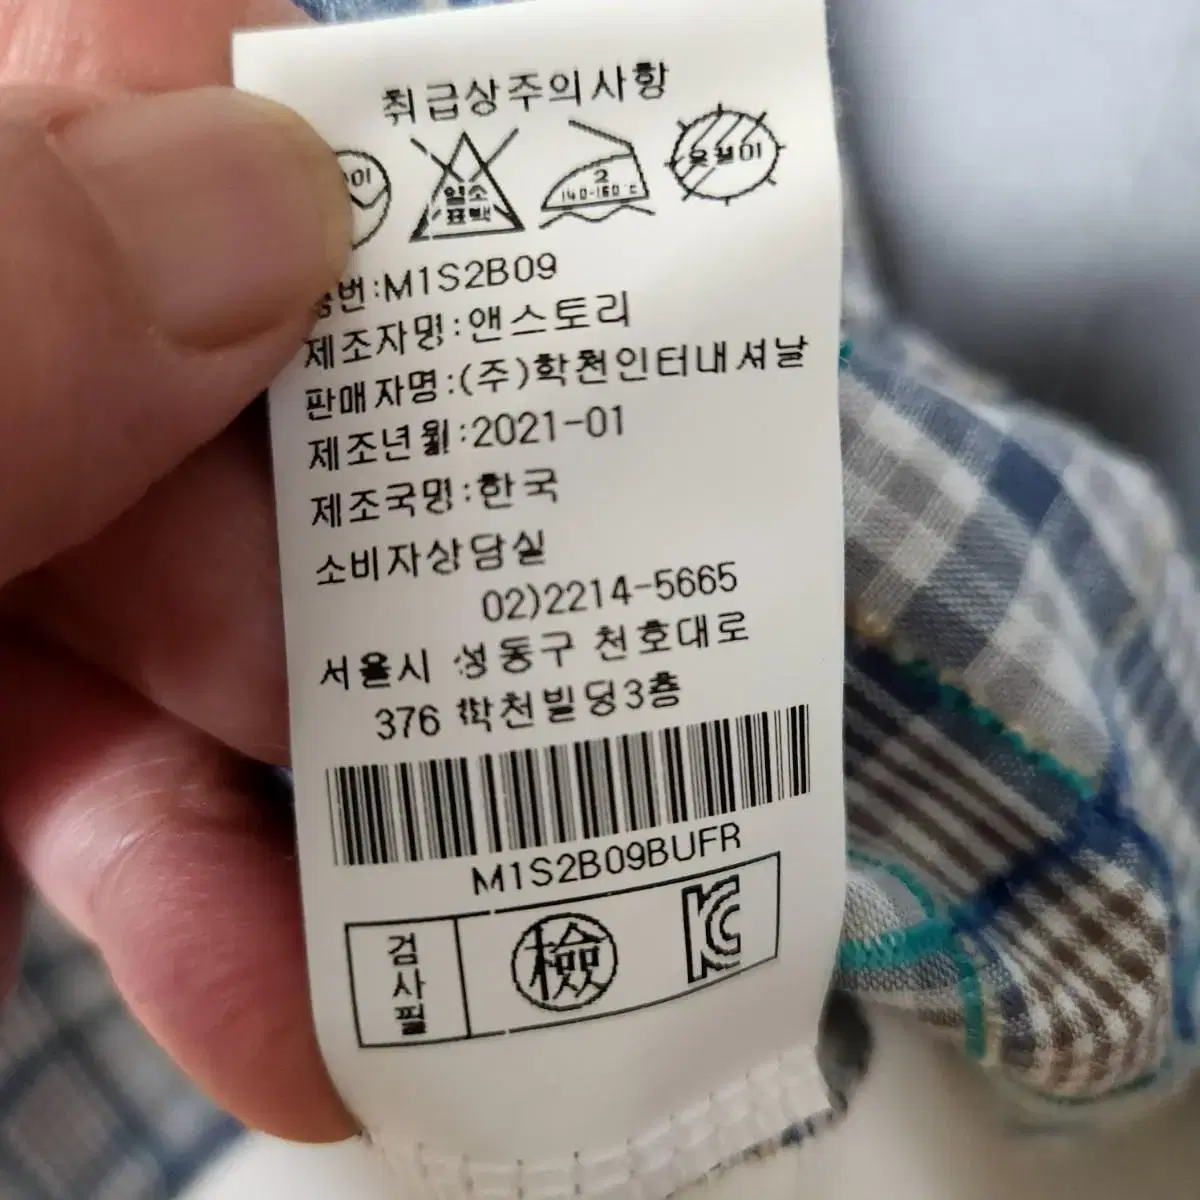 취급상주의사항
염소
표백
2
140-160°C
옷걸이
품번:M1S2B09
제조자명:앤스토리
판매자명:(주)학천인터내셔날
제조년월:2021-01
제조국명:한국
소비자상담실
02)2214-5665
서울시 성동구 천호대로
376 학천빌딩3층
M1S2B09BUFR
검사필
檢
KC